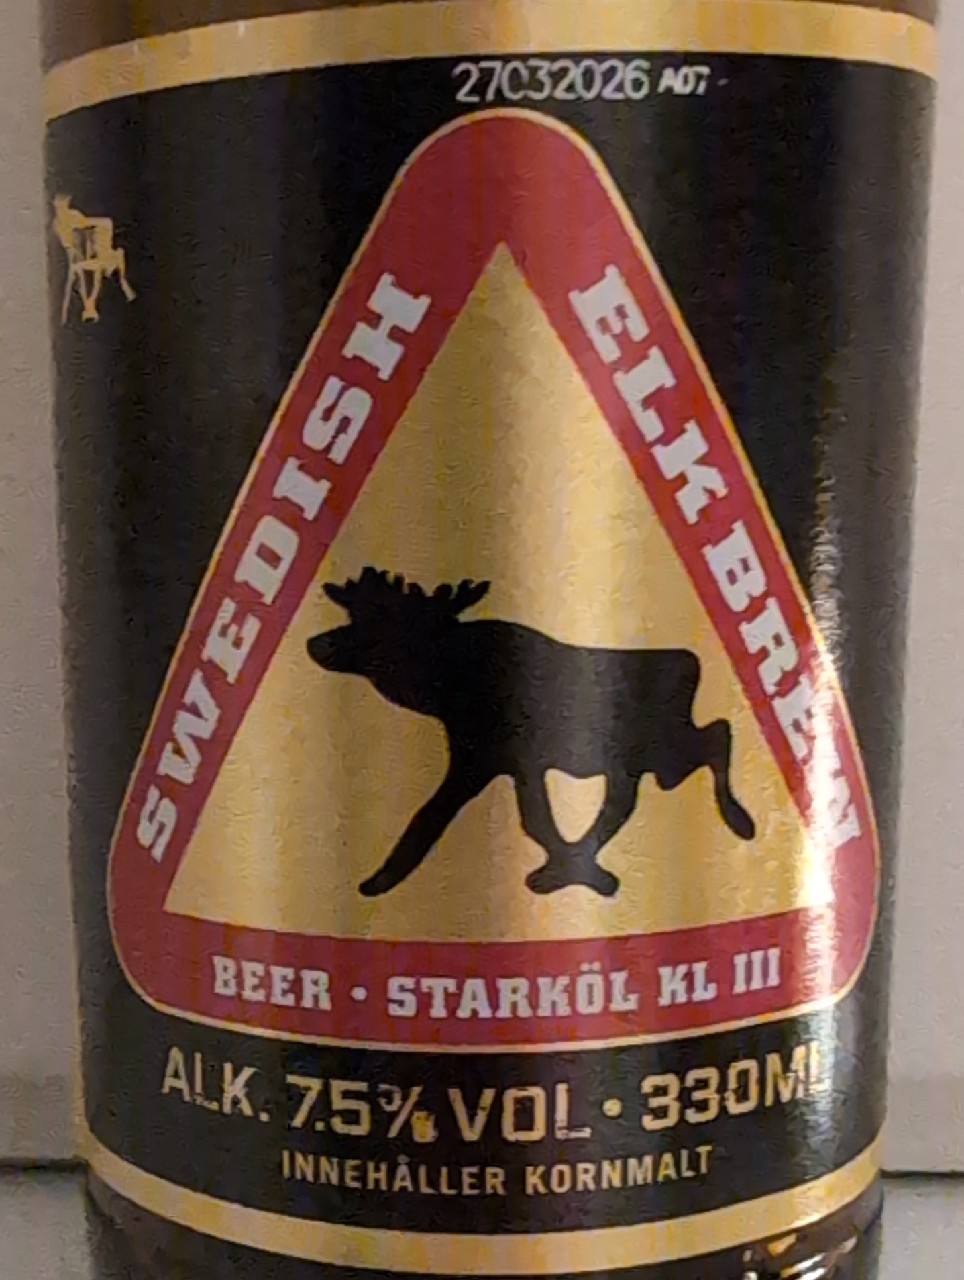 27032026 A07
SWEDISH
ELK BREW
BEER · STARKÖL KL III
ALK. 7.5% VOL · 330ML
INNEHÅLLER KORNMALT